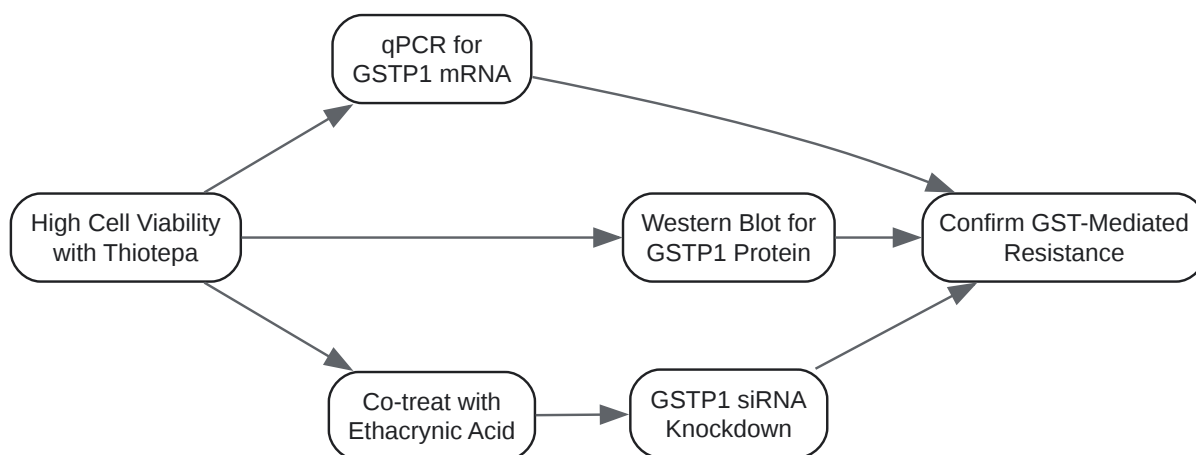 qPCR for
GSTP1 mRNA
High Cell Viability
with Thiotepa
Western Blot for
GSTP1 Protein
Confirm GST-Mediated
Resistance
Co-treat with
Ethacrynic Acid
GSTP1 siRNA
Knockdown